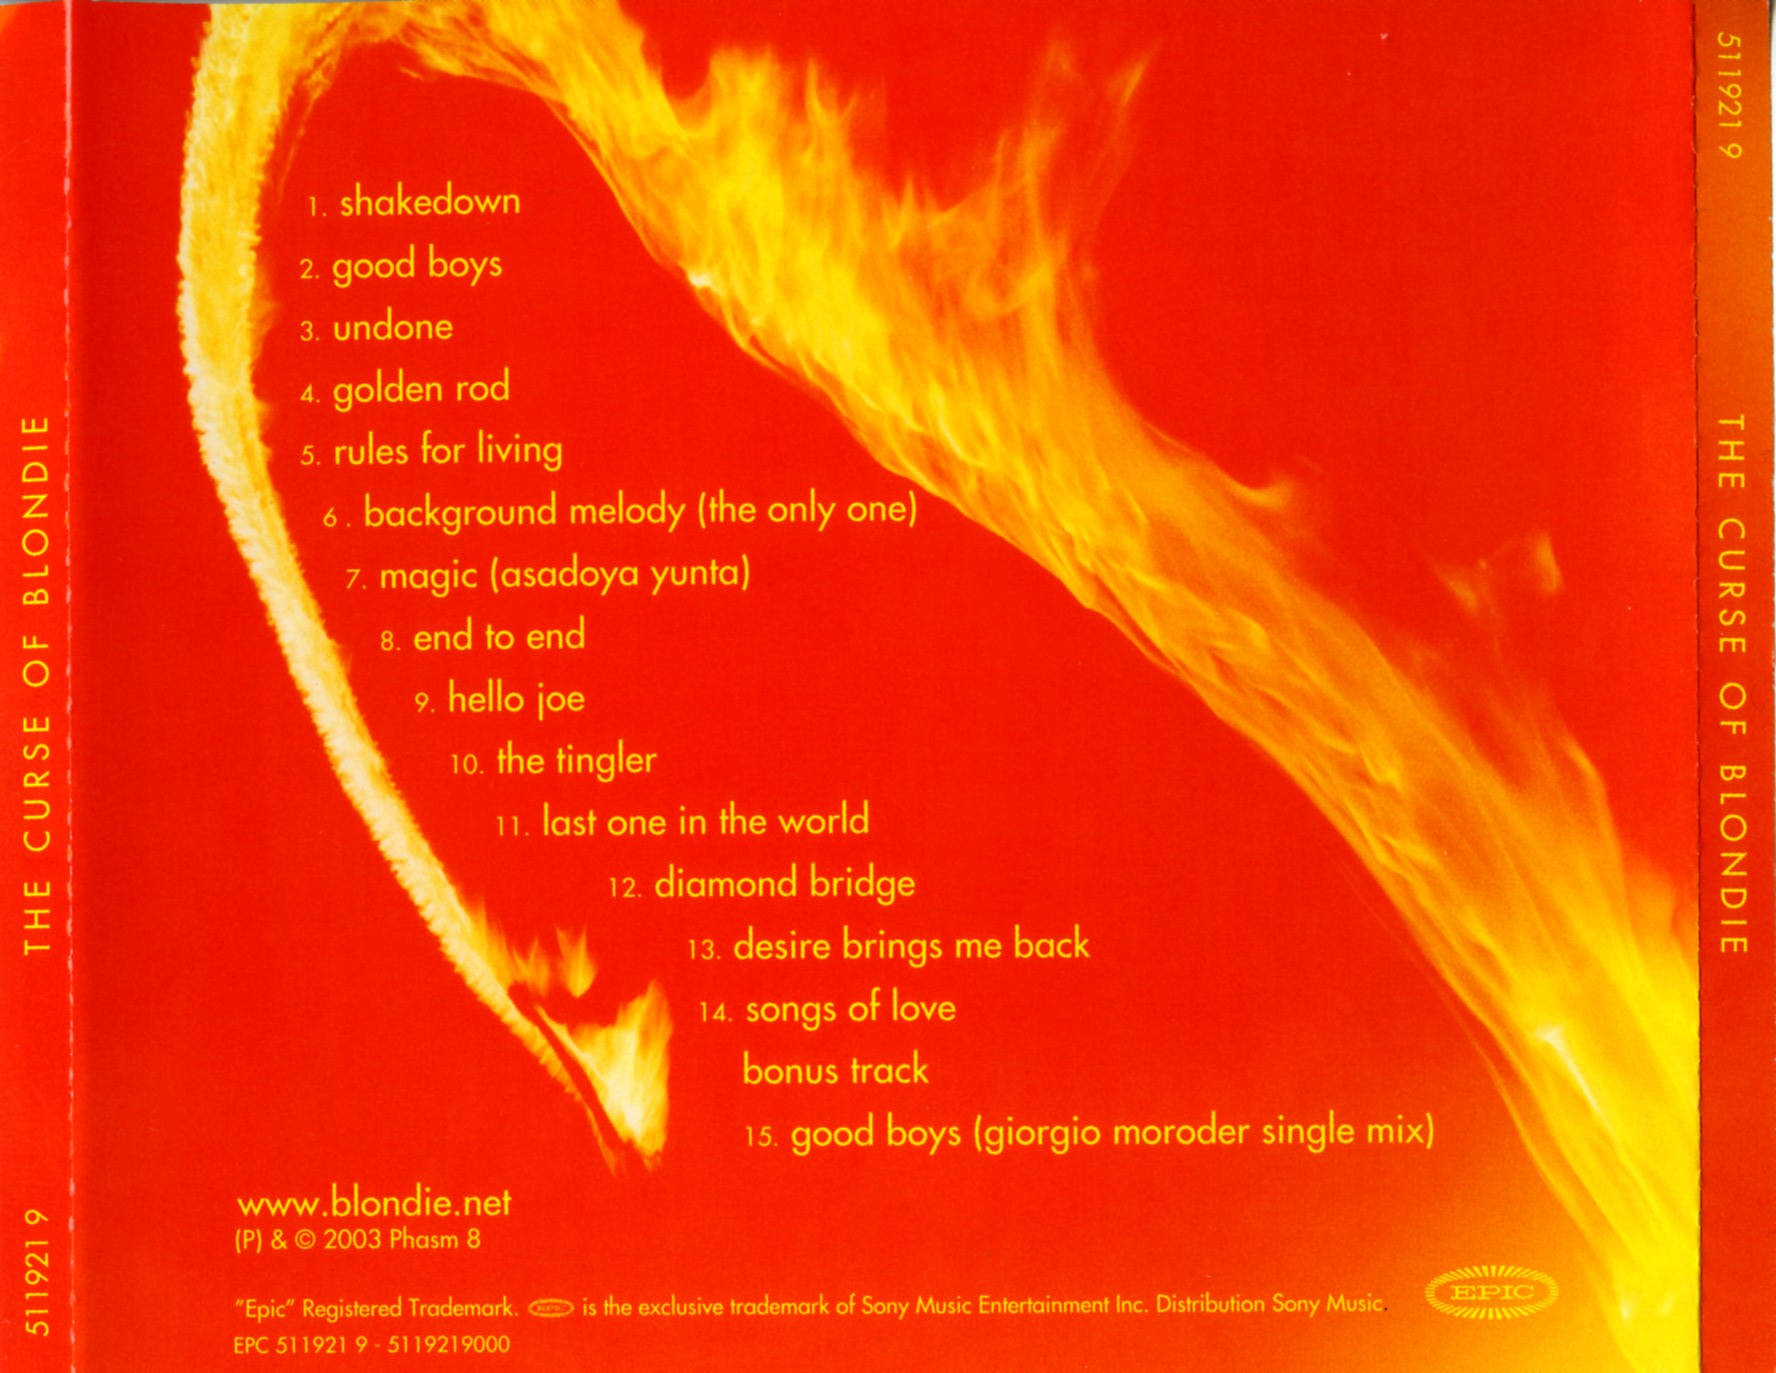 THE CURSE OF BLONDIE
511921 9
1. shakedown
2. good boys
3. undone
4. golden rod
5. rules for living
6. background melody (the only one)
7. magic (asadoya yunta)
8. end to end
9. hello joe
10. the tingler
11. last one in the world
12. diamond bridge
13. desire brings me back
14. songs of love
bonus track
15. good boys (giorgio moroder single mix)
www.blondie.net
(P) & © 2003 Phasm 8
"Epic" Registered Trademark. EPIC is the exclusive trademark of Sony Music Entertainment Inc. Distribution Sony Music.
EPC 511921 9 - 5119219000
EPIC
511921 9
THE CURSE OF BLONDIE